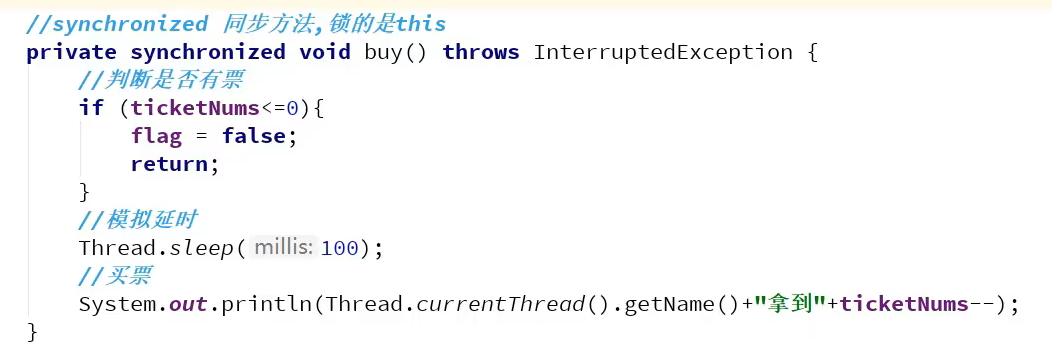 //synchronized 同步方法,锁的是this
private synchronized void buy() throws InterruptedException {
//判断是否有票
if (ticketNums<=0){
flag = false;
return;
}
//模拟延时
Thread.sleep( millis: 100);
//买票
System.out.println(Thread.currentThread().getName()+"拿到"+ticketNums--);
}